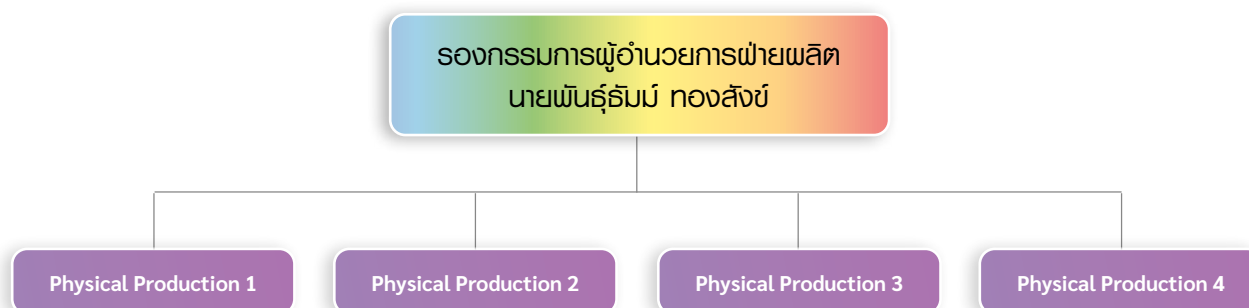 รองกรรมการผู้อำนวยการฝ่ายผลิต
นายพันธุ์ธัมม์ ทองสังข์
Physical Production 1
Physical Production 2
Physical Production 3
Physical Production 4